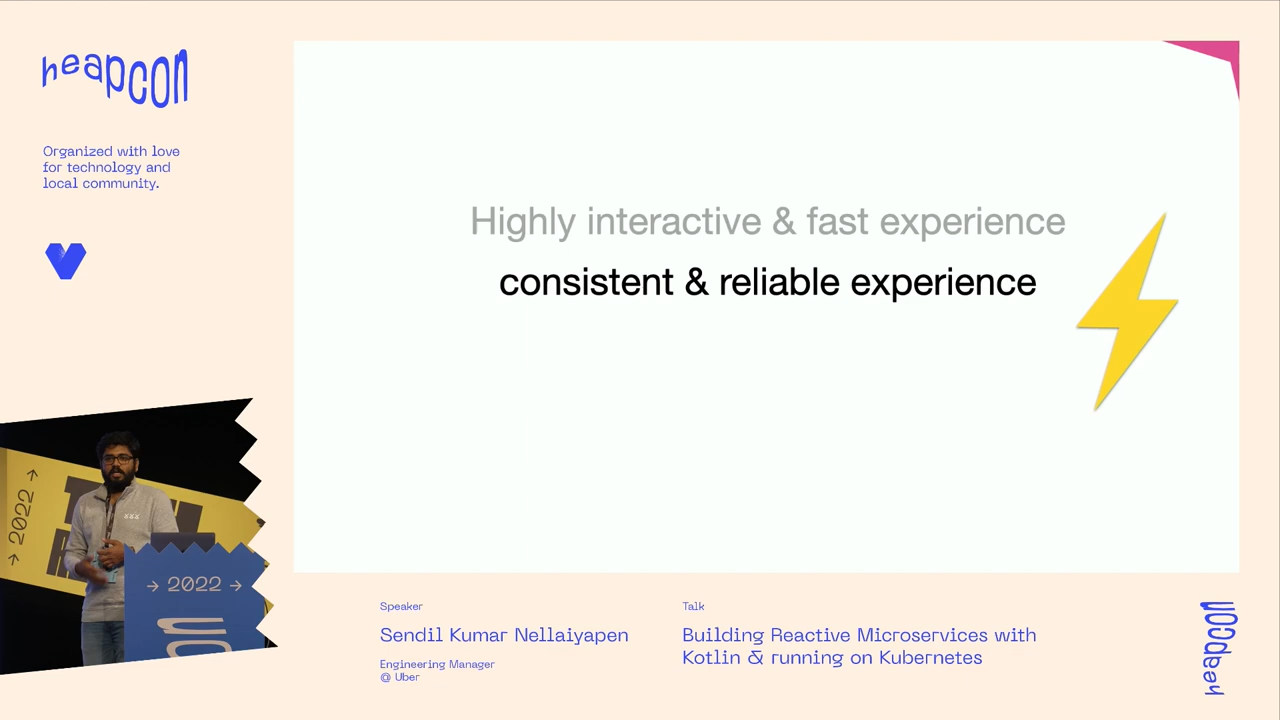 heapcon
Organized with love
for technology and
local community.
Highly interactive & fast experience
consistent & reliable experience
→ 2022 →
→ 2022 →
Speaker
Sendil Kumar Nellaiyapen
Engineering Manager
@ Uber
Talk
Building Reactive Microservices with
Kotlin & running on Kubernetes
heapcon